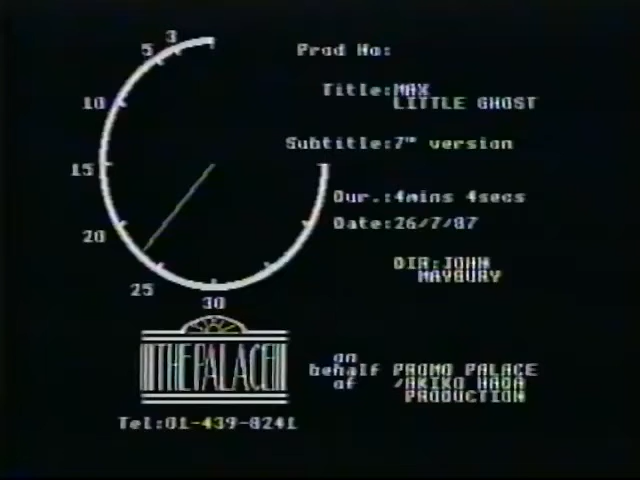 Prod No:
Title:MAX
LITTLE GHOST
Subtitle:7" version
Dur.:4mins 4secs
Date:26/7/87
DIR:JOHN
MAYBURY
3
5
10
15
20
25
30
THE PALACE
on
behalf
of
PROMO PALACE
/AKIKO HADA
PRODUCTION
Tel:01-439-8241